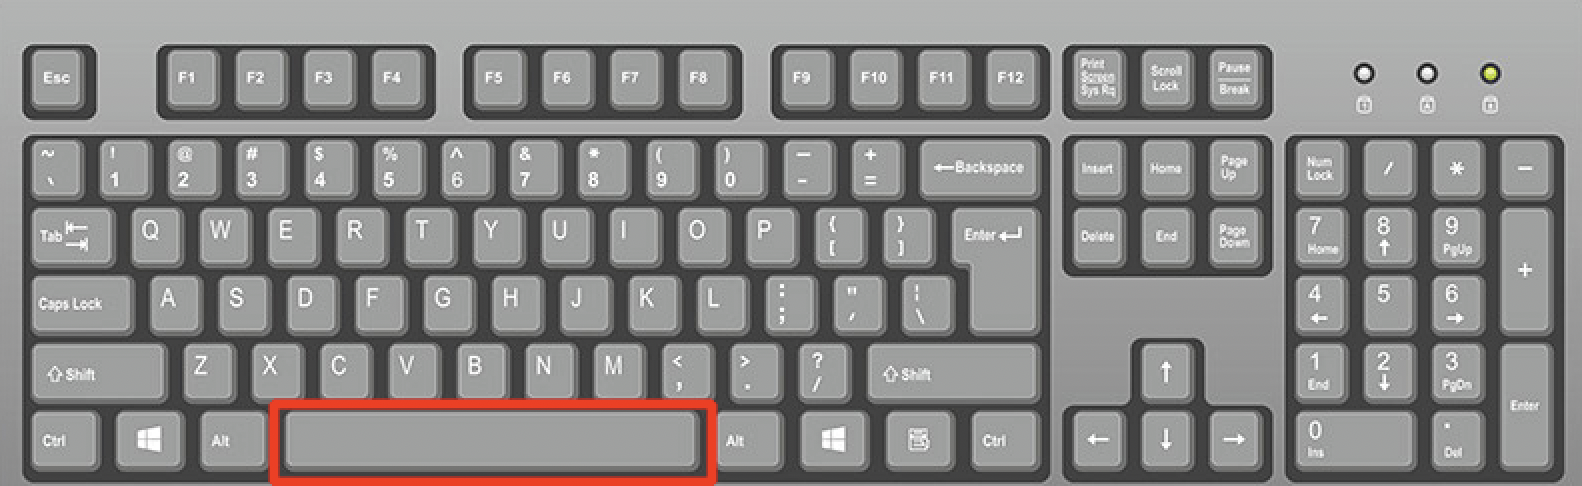 Esc F1 F2 F3 F4 F5 F6 F7 F8 F9 F10 F11 F12
Print
Screen
Sys Rq
Scroll
Lock
Pause
Break
~ ! @ # $ % ^ & * ( ) — +
` 1 2 3 4 5 6 7 8 9 0 - = ←Backspace
Insert Home Page
Up
Num
Lock
/ * −
Tab Q W E R T Y U I O P { }
[ ] Enter
Delete End Page
Down
7 8 9
Home ↑ PgUp
+
Caps Lock A S D F G H J K L : " ¦
; ' \
4 5 6
← →
⇧ Shift Z X C V B N M < > ?
, . / ⇧ Shift
↑
1 2 3
End ↓ PgDn
Enter
Ctrl Alt Alt Ctrl
← ↓ →
0 .
Ins Del